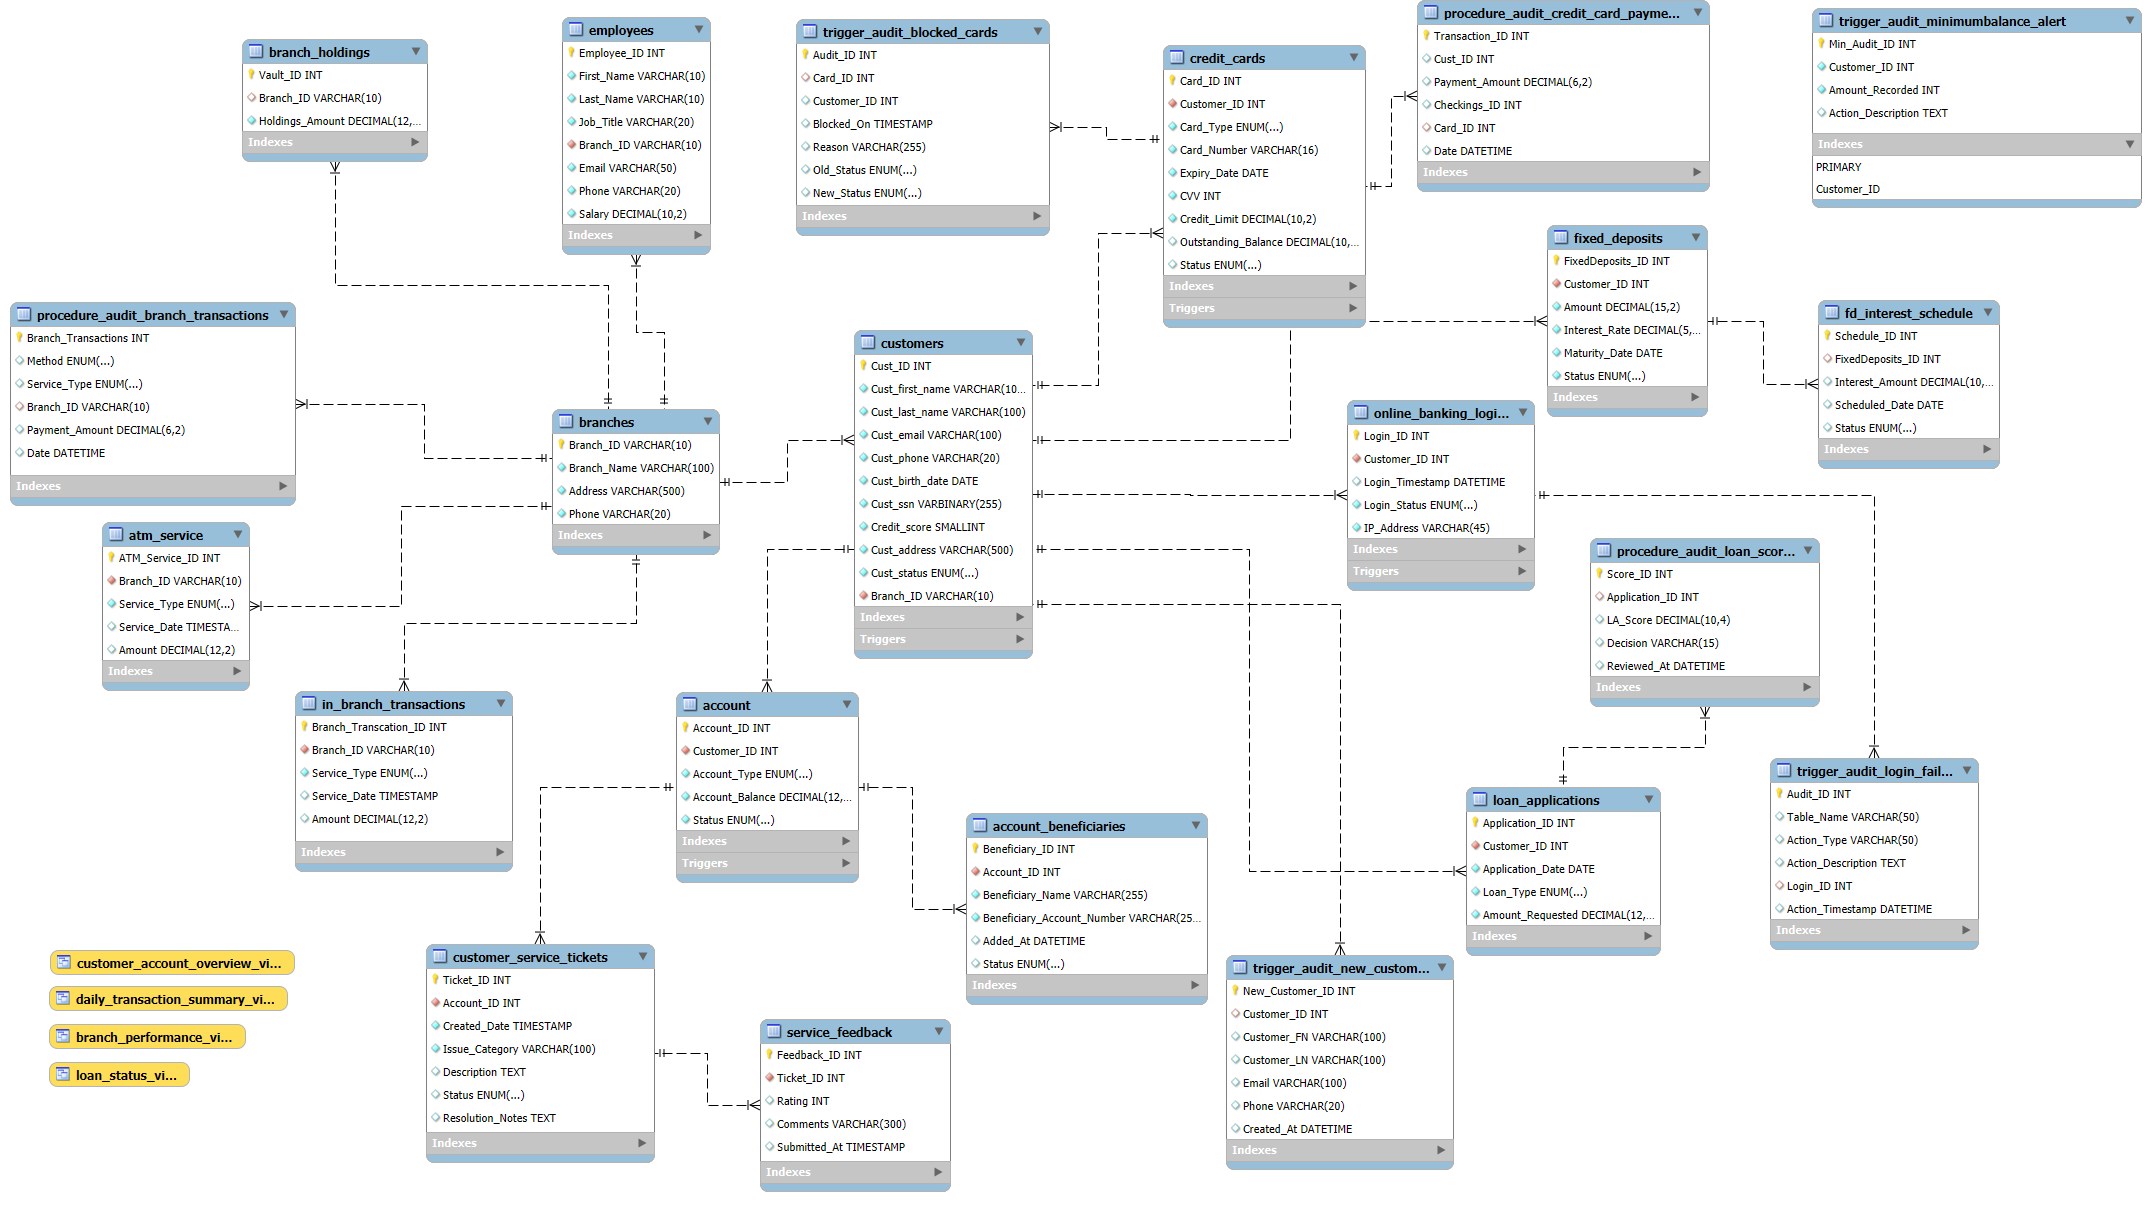 branch_holdings
Vault_ID INT
Branch_ID VARCHAR(10)
Holdings_Amount DECIMAL(12,...
Indexes
employees
Employee_ID INT
First_Name VARCHAR(10)
Last_Name VARCHAR(10)
Job_Title VARCHAR(20)
Branch_ID VARCHAR(10)
Email VARCHAR(50)
Phone VARCHAR(20)
Salary DECIMAL(10,2)
Indexes
trigger_audit_blocked_cards
Audit_ID INT
Card_ID INT
Customer_ID INT
Blocked_On TIMESTAMP
Reason VARCHAR(255)
Old_Status ENUM(...)
New_Status ENUM(...)
Indexes
credit_cards
Card_ID INT
Customer_ID INT
Card_Type ENUM(...)
Card_Number VARCHAR(16)
Expiry_Date DATE
CVV INT
Credit_Limit DECIMAL(10,2)
Outstanding_Balance DECIMAL(10,...
Status ENUM(...)
Indexes
Triggers
procedure_audit_credit_card_payme...
Transaction_ID INT
Cust_ID INT
Payment_Amount DECIMAL(6,2)
Checkings_ID INT
Card_ID INT
Date DATETIME
Indexes
trigger_audit_minimumbalance_alert
Min_Audit_ID INT
Customer_ID INT
Amount_Recorded INT
Action_Description TEXT
Indexes
PRIMARY
Customer_ID
procedure_audit_branch_transactions
Branch_Transactions INT
Method ENUM(...)
Service_Type ENUM(...)
Branch_ID VARCHAR(10)
Payment_Amount DECIMAL(6,2)
Date DATETIME
Indexes
branches
Branch_ID VARCHAR(10)
Branch_Name VARCHAR(100)
Address VARCHAR(500)
Phone VARCHAR(20)
Indexes
customers
Cust_ID INT
Cust_first_name VARCHAR(10...
Cust_last_name VARCHAR(100)
Cust_email VARCHAR(100)
Cust_phone VARCHAR(20)
Cust_birth_date DATE
Cust_ssn VARBINARY(255)
Credit_score SMALLINT
Cust_address VARCHAR(500)
Cust_status ENUM(...)
Branch_ID VARCHAR(10)
Indexes
Triggers
fixed_deposits
FixedDeposits_ID INT
Customer_ID INT
Amount DECIMAL(15,2)
Interest_Rate DECIMAL(5,...
Maturity_Date DATE
Status ENUM(...)
Indexes
fd_interest_schedule
Schedule_ID INT
FixedDeposits_ID INT
Interest_Amount DECIMAL(10,...
Scheduled_Date DATE
Status ENUM(...)
Indexes
online_banking_logi...
Login_ID INT
Customer_ID INT
Login_Timestamp DATETIME
Login_Status ENUM(...)
IP_Address VARCHAR(45)
Indexes
Triggers
atm_service
ATM_Service_ID INT
Branch_ID VARCHAR(10)
Service_Type ENUM(...)
Service_Date TIMESTA...
Amount DECIMAL(12,2)
Indexes
procedure_audit_loan_scor...
Score_ID INT
Application_ID INT
LA_Score DECIMAL(10,4)
Decision VARCHAR(15)
Reviewed_At DATETIME
Indexes
in_branch_transactions
Branch_Transcation_ID INT
Branch_ID VARCHAR(10)
Service_Type ENUM(...)
Service_Date TIMESTAMP
Amount DECIMAL(12,2)
Indexes
account
Account_ID INT
Customer_ID INT
Account_Type ENUM(...)
Account_Balance DECIMAL(12,...
Status ENUM(...)
Indexes
Triggers
account_beneficiaries
Beneficiary_ID INT
Account_ID INT
Beneficiary_Name VARCHAR(255)
Beneficiary_Account_Number VARCHAR(25...
Added_At DATETIME
Status ENUM(...)
Indexes
loan_applications
Application_ID INT
Customer_ID INT
Application_Date DATE
Loan_Type ENUM(...)
Amount_Requested DECIMAL(12,...
Indexes
trigger_audit_login_fail...
Audit_ID INT
Table_Name VARCHAR(50)
Action_Type VARCHAR(50)
Action_Description TEXT
Login_ID INT
Action_Timestamp DATETIME
Indexes
customer_account_overview_vi...
daily_transaction_summary_vi...
branch_performance_vi...
loan_status_vi...
customer_service_tickets
Ticket_ID INT
Account_ID INT
Created_Date TIMESTAMP
Issue_Category VARCHAR(100)
Description TEXT
Status ENUM(...)
Resolution_Notes TEXT
Indexes
service_feedback
Feedback_ID INT
Ticket_ID INT
Rating INT
Comments VARCHAR(300)
Submitted_At TIMESTAMP
Indexes
trigger_audit_new_custom...
New_Customer_ID INT
Customer_ID INT
Customer_FN VARCHAR(100)
Customer_LN VARCHAR(100)
Email VARCHAR(100)
Phone VARCHAR(20)
Created_At DATETIME
Indexes